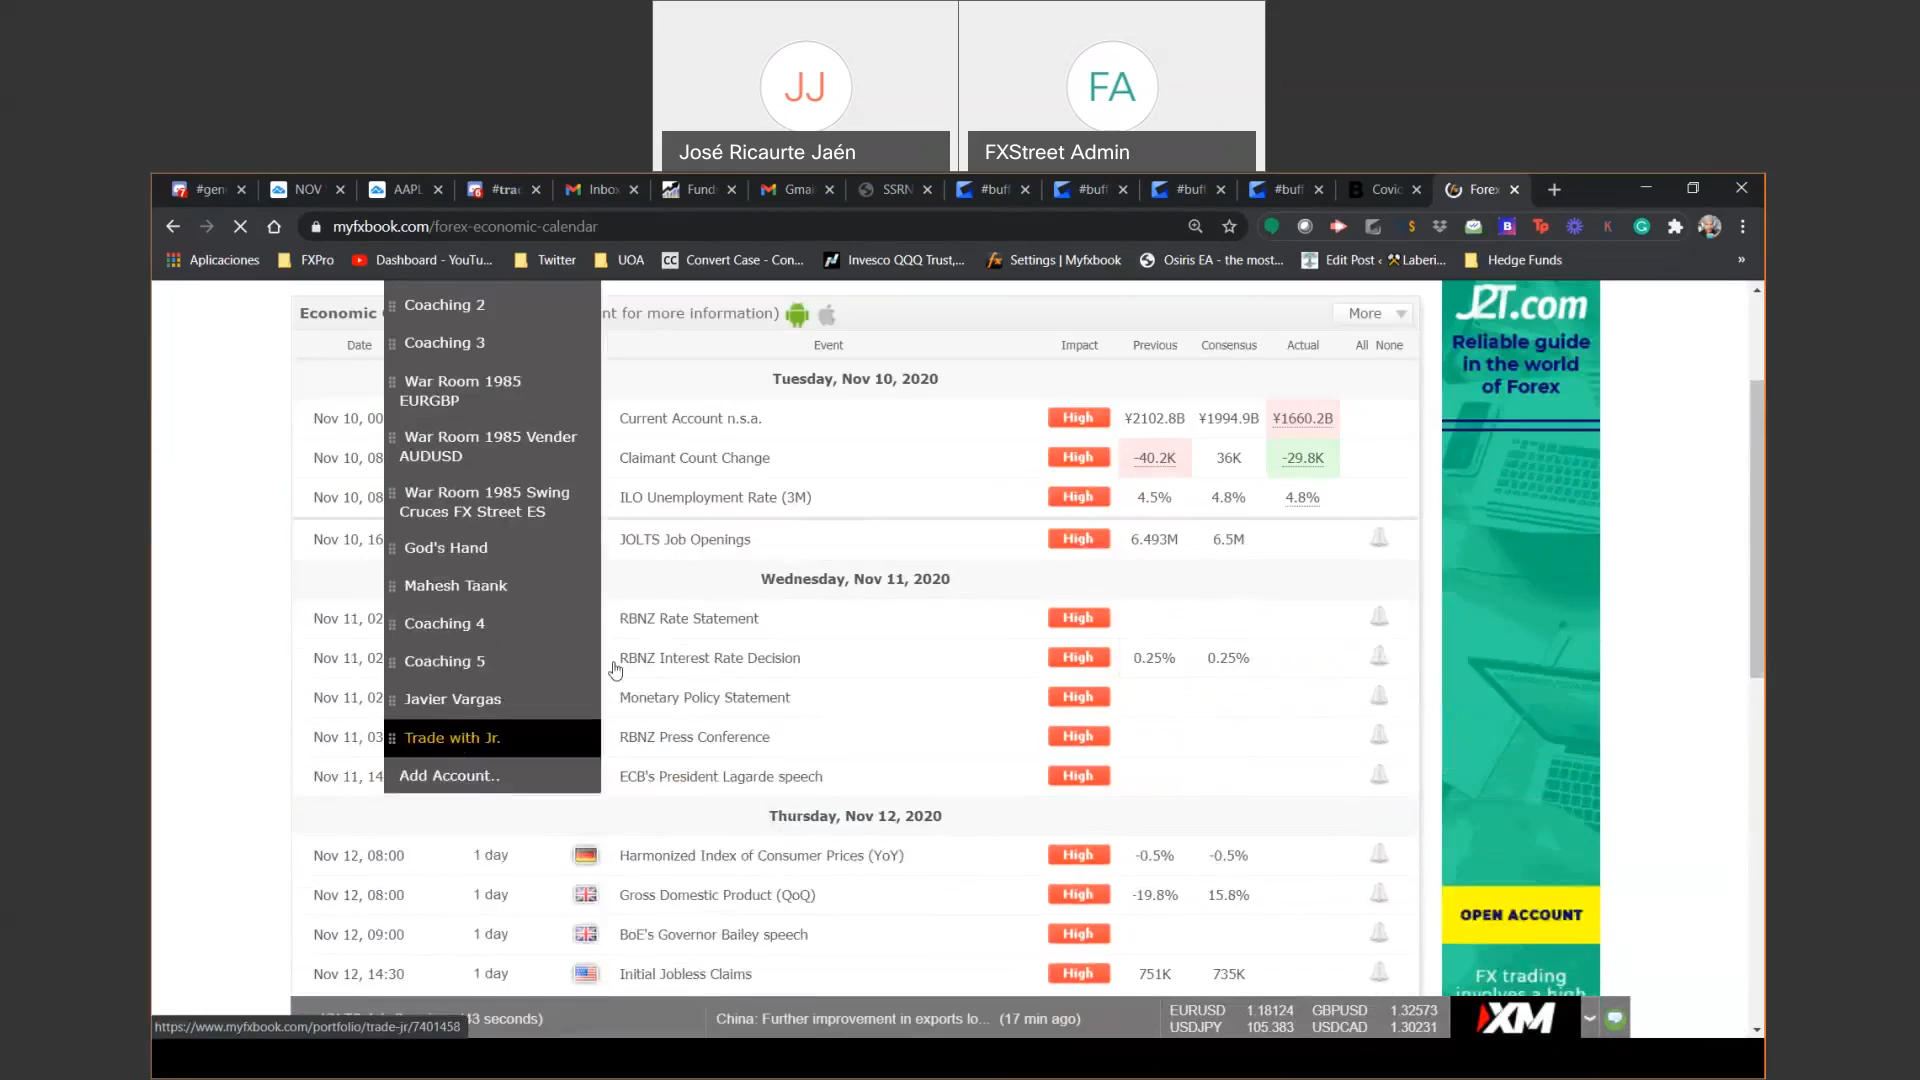 JJ
FA
José Ricaurte Jaén
FXStreet Admin
#gen
NOV
AAPL
#trac
Inbo
Fund
Gmai
SSRN
#buff
#buff
#buff
#buff
Covid
Forex
myfxbook.com/forex-economic-calendar
Aplicaciones
FXPro
Dashboard - YouTu...
Twitter
UOA
Convert Case - Con...
Invesco QQQ Trust,...
Settings | Myfxbook
Osiris EA - the most...
Edit Post ‹ ⚒Laberi...
Hedge Funds
»
Coaching 2
Coaching 3
War Room 1985
EURGBP
War Room 1985 Vender
AUDUSD
War Room 1985 Swing
Cruces FX Street ES
God's Hand
Mahesh Taank
Coaching 4
Coaching 5
Javier Vargas
Trade with Jr.
Add Account..
Economic
nt for more information)
More
Date Event Impact Previous Consensus Actual All None
Tuesday, Nov 10, 2020
Nov 10, 00 Current Account n.s.a. High ¥2102.8B ¥1994.9B ¥1660.2B
Nov 10, 08 Claimant Count Change High -40.2K 36K -29.8K
Nov 10, 08 ILO Unemployment Rate (3M) High 4.5% 4.8% 4.8%
Nov 10, 16 JOLTS Job Openings High 6.493M 6.5M
Wednesday, Nov 11, 2020
Nov 11, 02 RBNZ Rate Statement High
Nov 11, 02 RBNZ Interest Rate Decision High 0.25% 0.25%
Nov 11, 02 Monetary Policy Statement High
Nov 11, 03 RBNZ Press Conference High
Nov 11, 14 ECB's President Lagarde speech High
Thursday, Nov 12, 2020
Nov 12, 08:00 1 day Harmonized Index of Consumer Prices (YoY) High -0.5% -0.5%
Nov 12, 08:00 1 day Gross Domestic Product (QoQ) High -19.8% 15.8%
Nov 12, 09:00 1 day BoE's Governor Bailey speech High
Nov 12, 14:30 1 day Initial Jobless Claims High 751K 735K
J2T.com
Reliable guide
in the world
of Forex
OPEN ACCOUNT
FX trading
involves a high
43 seconds)
China: Further improvement in exports lo... (17 min ago)
EURUSD 1.18124 GBPUSD 1.32573
USDJPY 105.383 USDCAD 1.30231
XM
https://www.myfxbook.com/portfolio/trade-jr/7401458